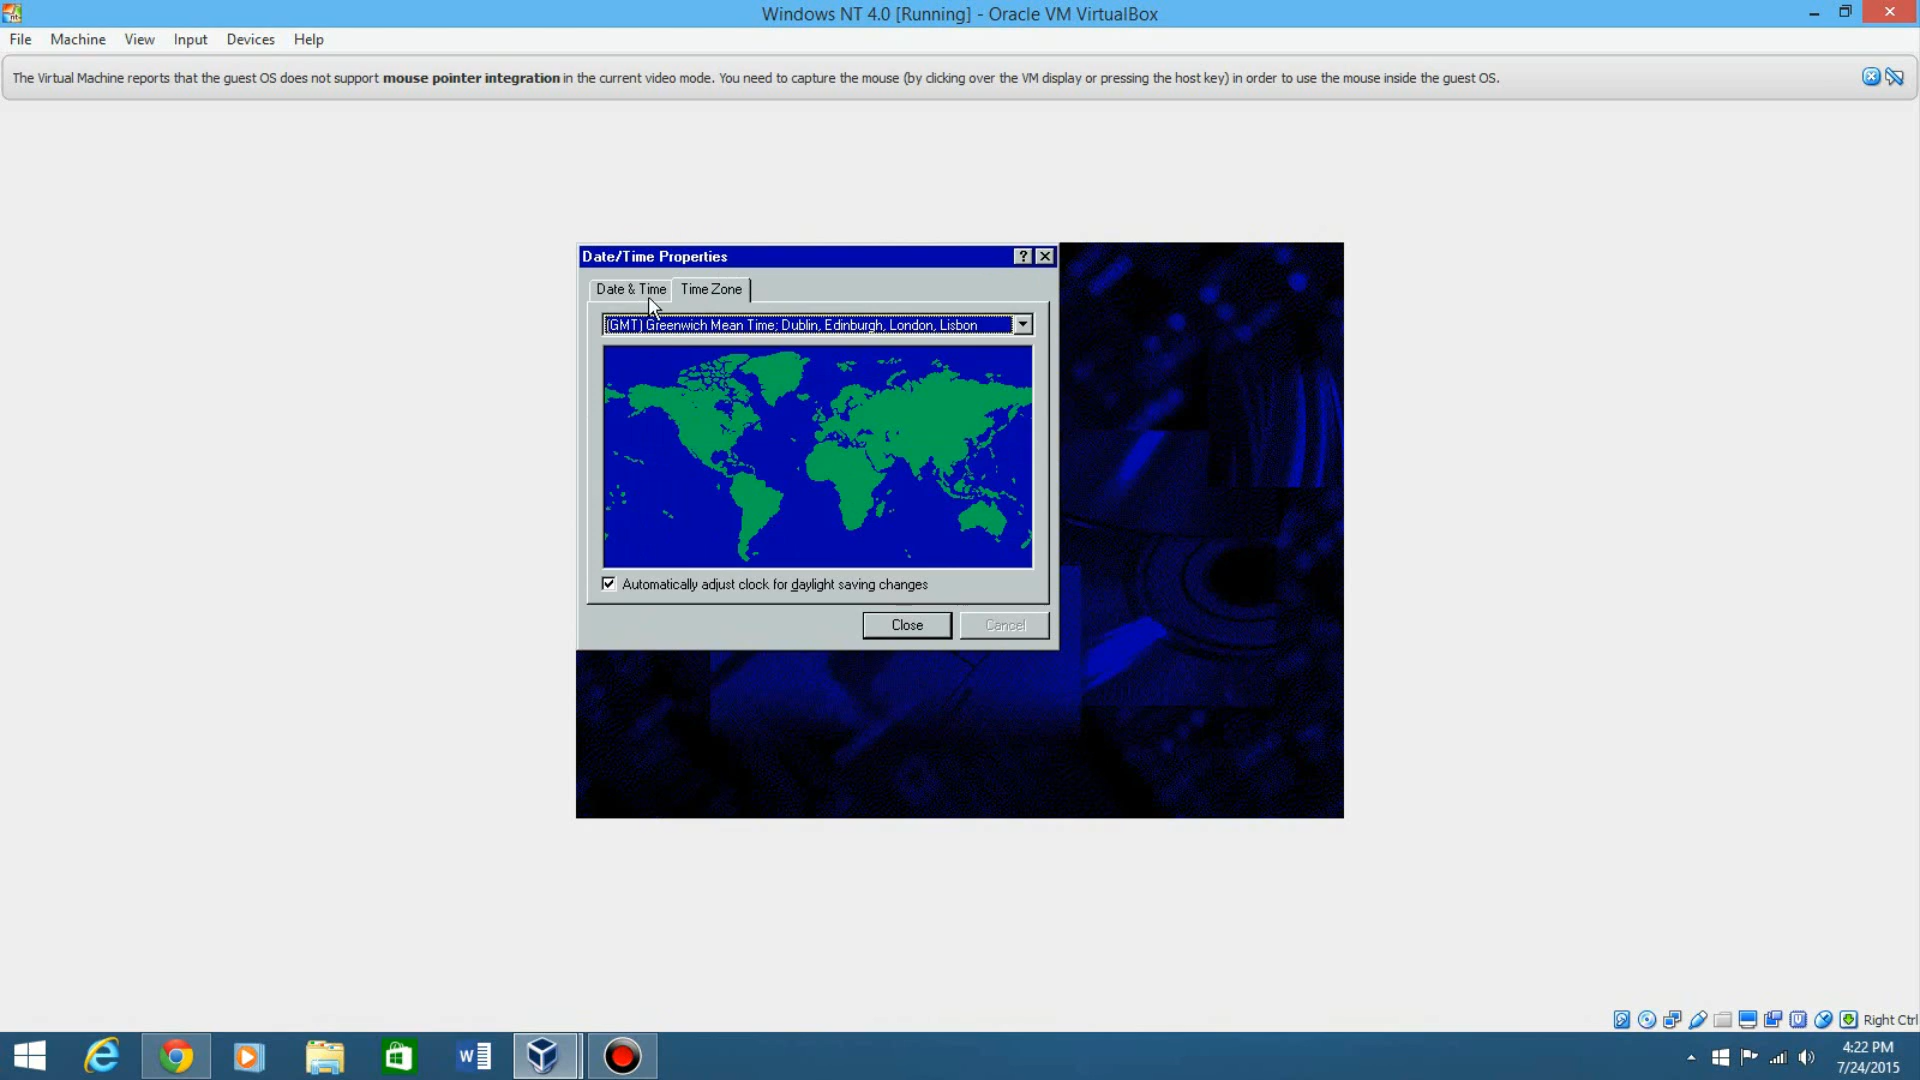 Windows NT 4.0 [Running] - Oracle VM VirtualBox
File Machine View Input Devices Help
The Virtual Machine reports that the guest OS does not support mouse pointer integration in the current video mode. You need to capture the mouse (by clicking over the VM display or pressing the host key) in order to use the mouse inside the guest OS.
Date/Time Properties
Date & Time Time Zone
(GMT) Greenwich Mean Time; Dublin, Edinburgh, London, Lisbon
Automatically adjust clock for daylight saving changes
Close Cancel
Right Ctrl
4:22 PM
7/24/2015